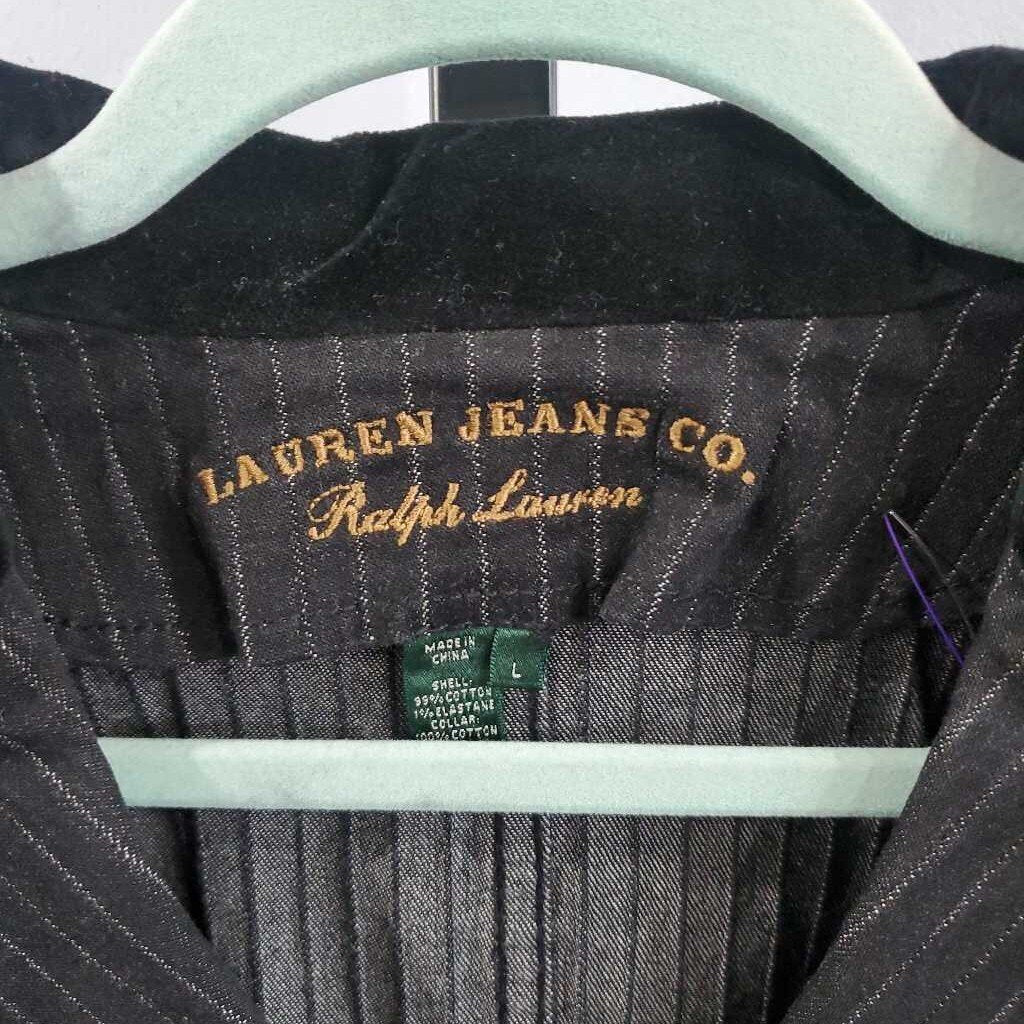 LAUREN JEANS CO.
Ralph Lauren
MADE IN
CHINA
L
SHELL:
99% COTTON
1% ELASTANE
COLLAR:
100% COTTON